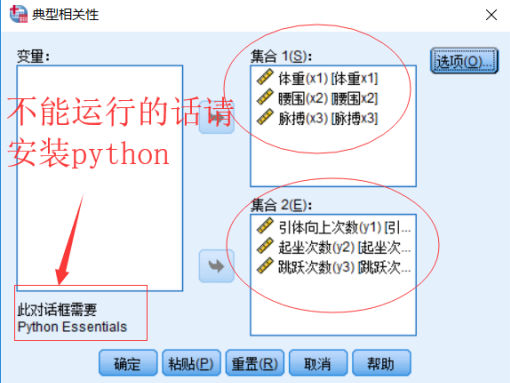 典型相关性
变量：
集合 1(S)：
选项(O)...
体重(x1) [体重x1]
腰围(x2) [腰围x2]
脉搏(x3) [脉搏x3]
不能运行的话请
安装python
集合 2(E)：
引体向上次数(y1) [引...
起坐次数(y2) [起坐次...
跳跃次数(y3) [跳跃次...
此对话框需要
Python Essentials
确定
粘贴(P)
重置(R)
取消
帮助